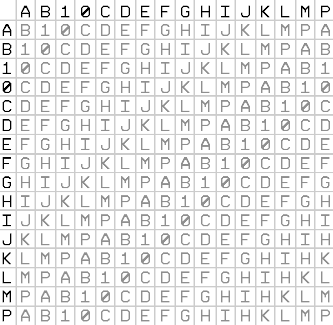 A B 1 0 C D E F G H I J K L M P
A B 1 0 C D E F G H I J K L M P A
B 1 0 C D E F G H I J K L M P A B
1 0 C D E F G H I J K L M P A B 1
0 C D E F G H I J K L M P A B 1 0
C D E F G H I J K L M P A B 1 0 C
D E F G H I J K L M P A B 1 0 C D
E F G H I J K L M P A B 1 0 C D E
F G H I J K L M P A B 1 0 C D E F
G H I J K L M P A B 1 0 C D E F G
H I J K L M P A B 1 0 C D E F G H
I J K L M P A B 1 0 C D E F G H I
J K L M P A B 1 0 C D E F G H I H
K L M P A B 1 0 C D E F G H I H K
L M P A B 1 0 C D E F G H I H K L
M P A B 1 0 C D E F G H I H K L M
P A B 1 0 C D E F G H I H K L M P